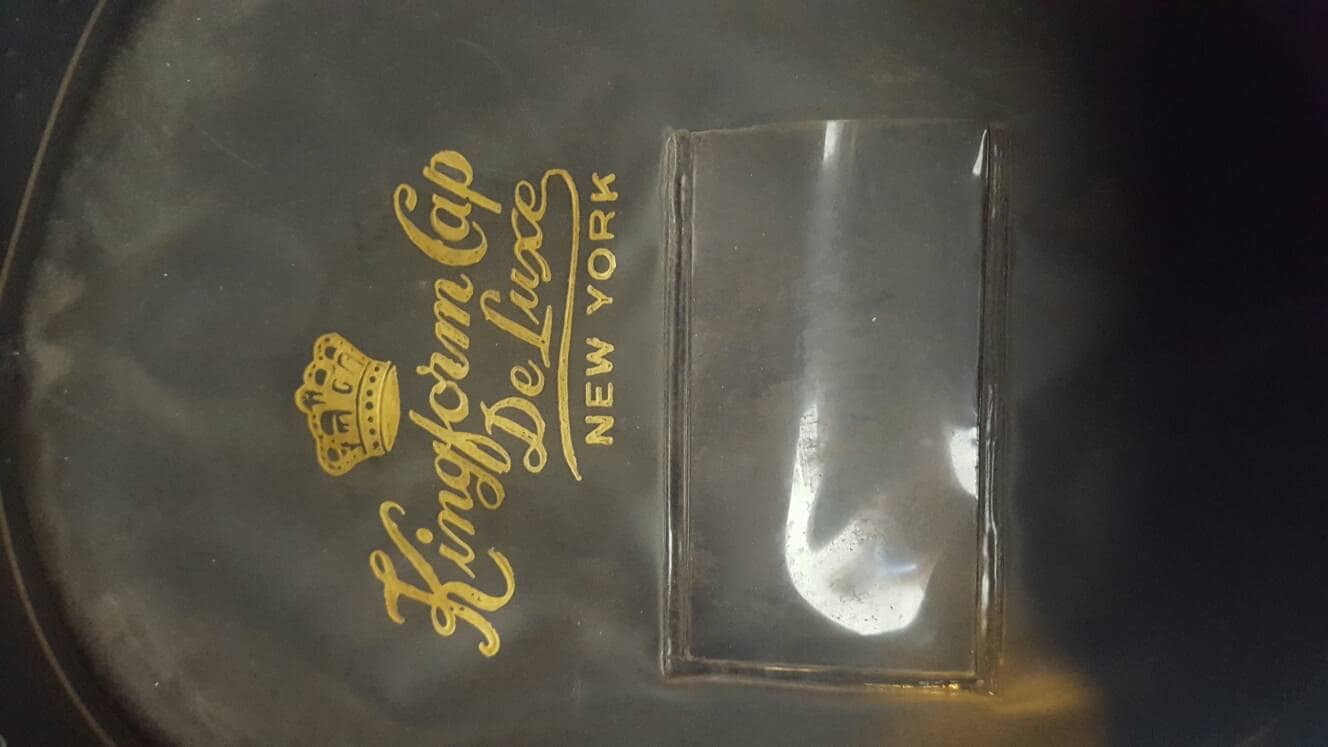 Kingform Cap
De Luxe
NEW YORK